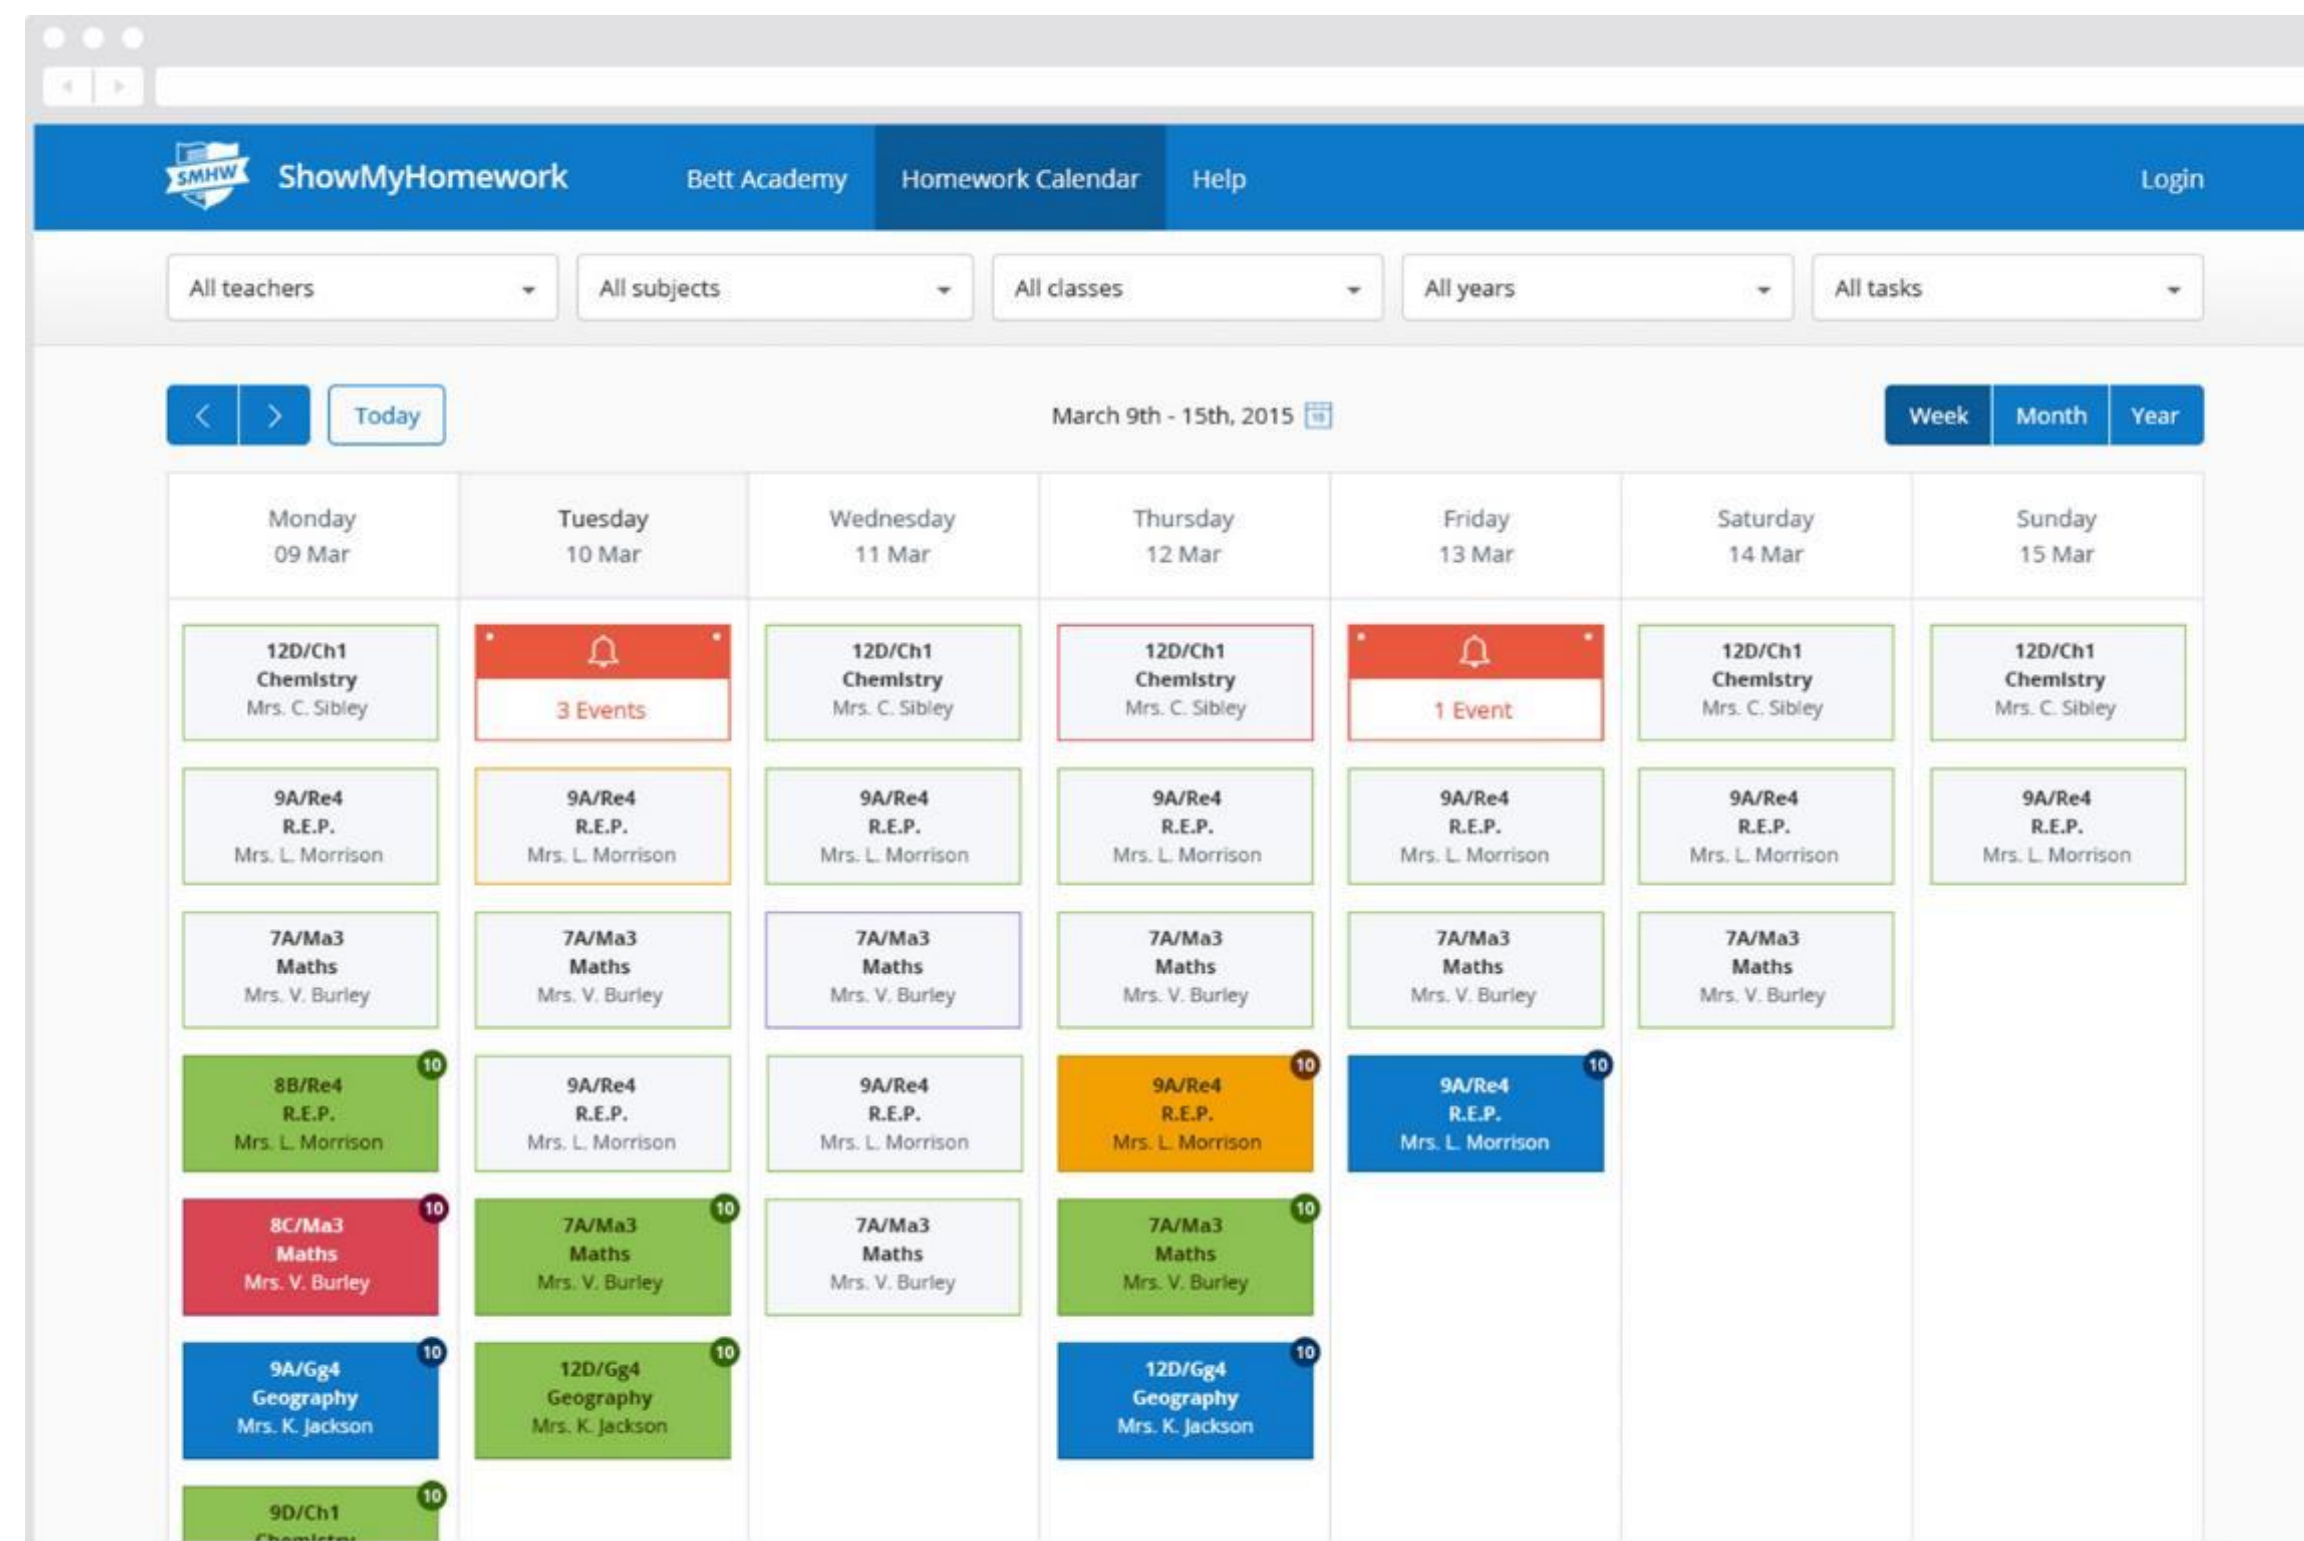 SMHW
ShowMyHomework
Bett Academy
Homework Calendar
Help
Login
All teachers
All subjects
All classes
All years
All tasks
Today
March 9th - 15th, 2015
Week
Month
Year
Monday
09 Mar
Tuesday
10 Mar
Wednesday
11 Mar
Thursday
12 Mar
Friday
13 Mar
Saturday
14 Mar
Sunday
15 Mar
12D/Ch1
Chemistry
Mrs. C. Sibley
9A/Re4
R.E.P.
Mrs. L. Morrison
7A/Ma3
Maths
Mrs. V. Burley
10
8B/Re4
R.E.P.
Mrs. L. Morrison
10
8C/Ma3
Maths
Mrs. V. Burley
10
9A/Gg4
Geography
Mrs. K. Jackson
10
9D/Ch1
Chemistry
3 Events
9A/Re4
R.E.P.
Mrs. L. Morrison
7A/Ma3
Maths
Mrs. V. Burley
9A/Re4
R.E.P.
Mrs. L. Morrison
10
7A/Ma3
Maths
Mrs. V. Burley
10
12D/Gg4
Geography
Mrs. K. Jackson
12D/Ch1
Chemistry
Mrs. C. Sibley
9A/Re4
R.E.P.
Mrs. L. Morrison
7A/Ma3
Maths
Mrs. V. Burley
9A/Re4
R.E.P.
Mrs. L. Morrison
7A/Ma3
Maths
Mrs. V. Burley
12D/Ch1
Chemistry
Mrs. C. Sibley
9A/Re4
R.E.P.
Mrs. L. Morrison
7A/Ma3
Maths
Mrs. V. Burley
10
9A/Re4
R.E.P.
Mrs. L. Morrison
10
7A/Ma3
Maths
Mrs. V. Burley
10
12D/Gg4
Geography
Mrs. K. Jackson
1 Event
9A/Re4
R.E.P.
Mrs. L. Morrison
7A/Ma3
Maths
Mrs. V. Burley
10
9A/Re4
R.E.P.
Mrs. L. Morrison
12D/Ch1
Chemistry
Mrs. C. Sibley
9A/Re4
R.E.P.
Mrs. L. Morrison
7A/Ma3
Maths
Mrs. V. Burley
12D/Ch1
Chemistry
Mrs. C. Sibley
9A/Re4
R.E.P.
Mrs. L. Morrison